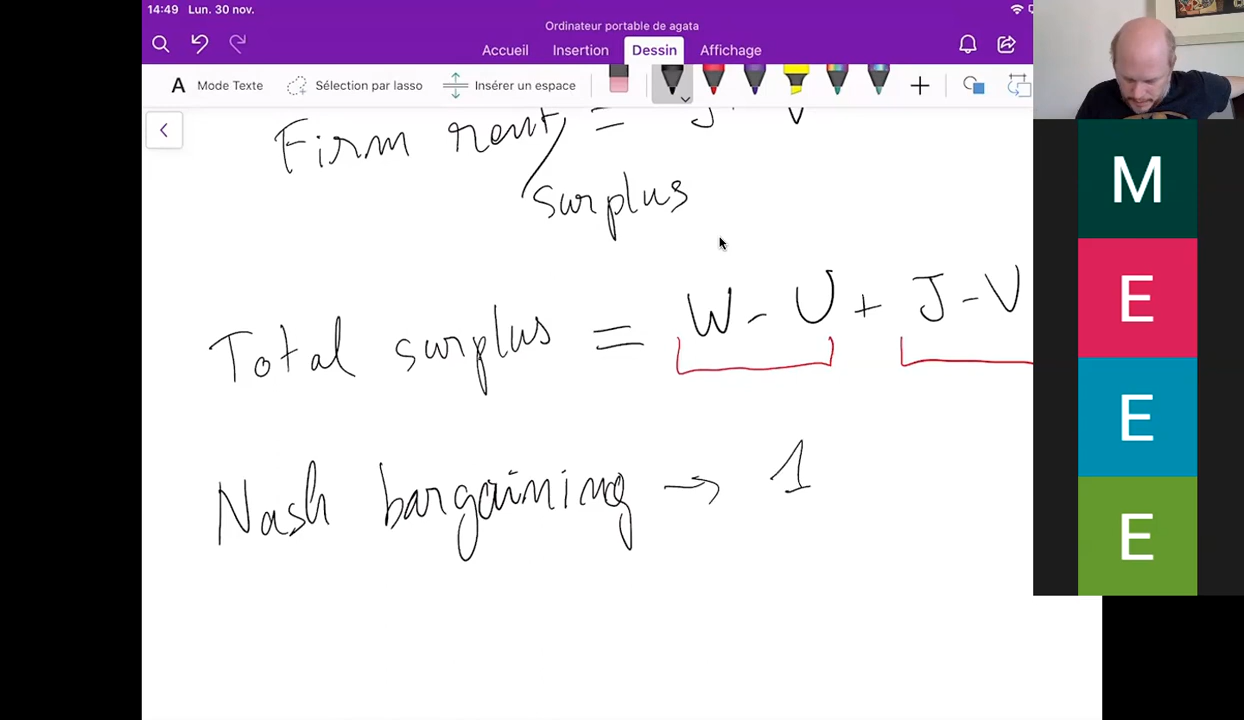 14:49 Lun. 30 nov.
Ordinateur portable de agata
Accueil Insertion Dessin Affichage
A Mode Texte Sélection par lasso Insérer un espace
Firm rent = J - V
surplus
Total surplus = W - U + J - V
Nash bargaining → 1
M
E
E
E